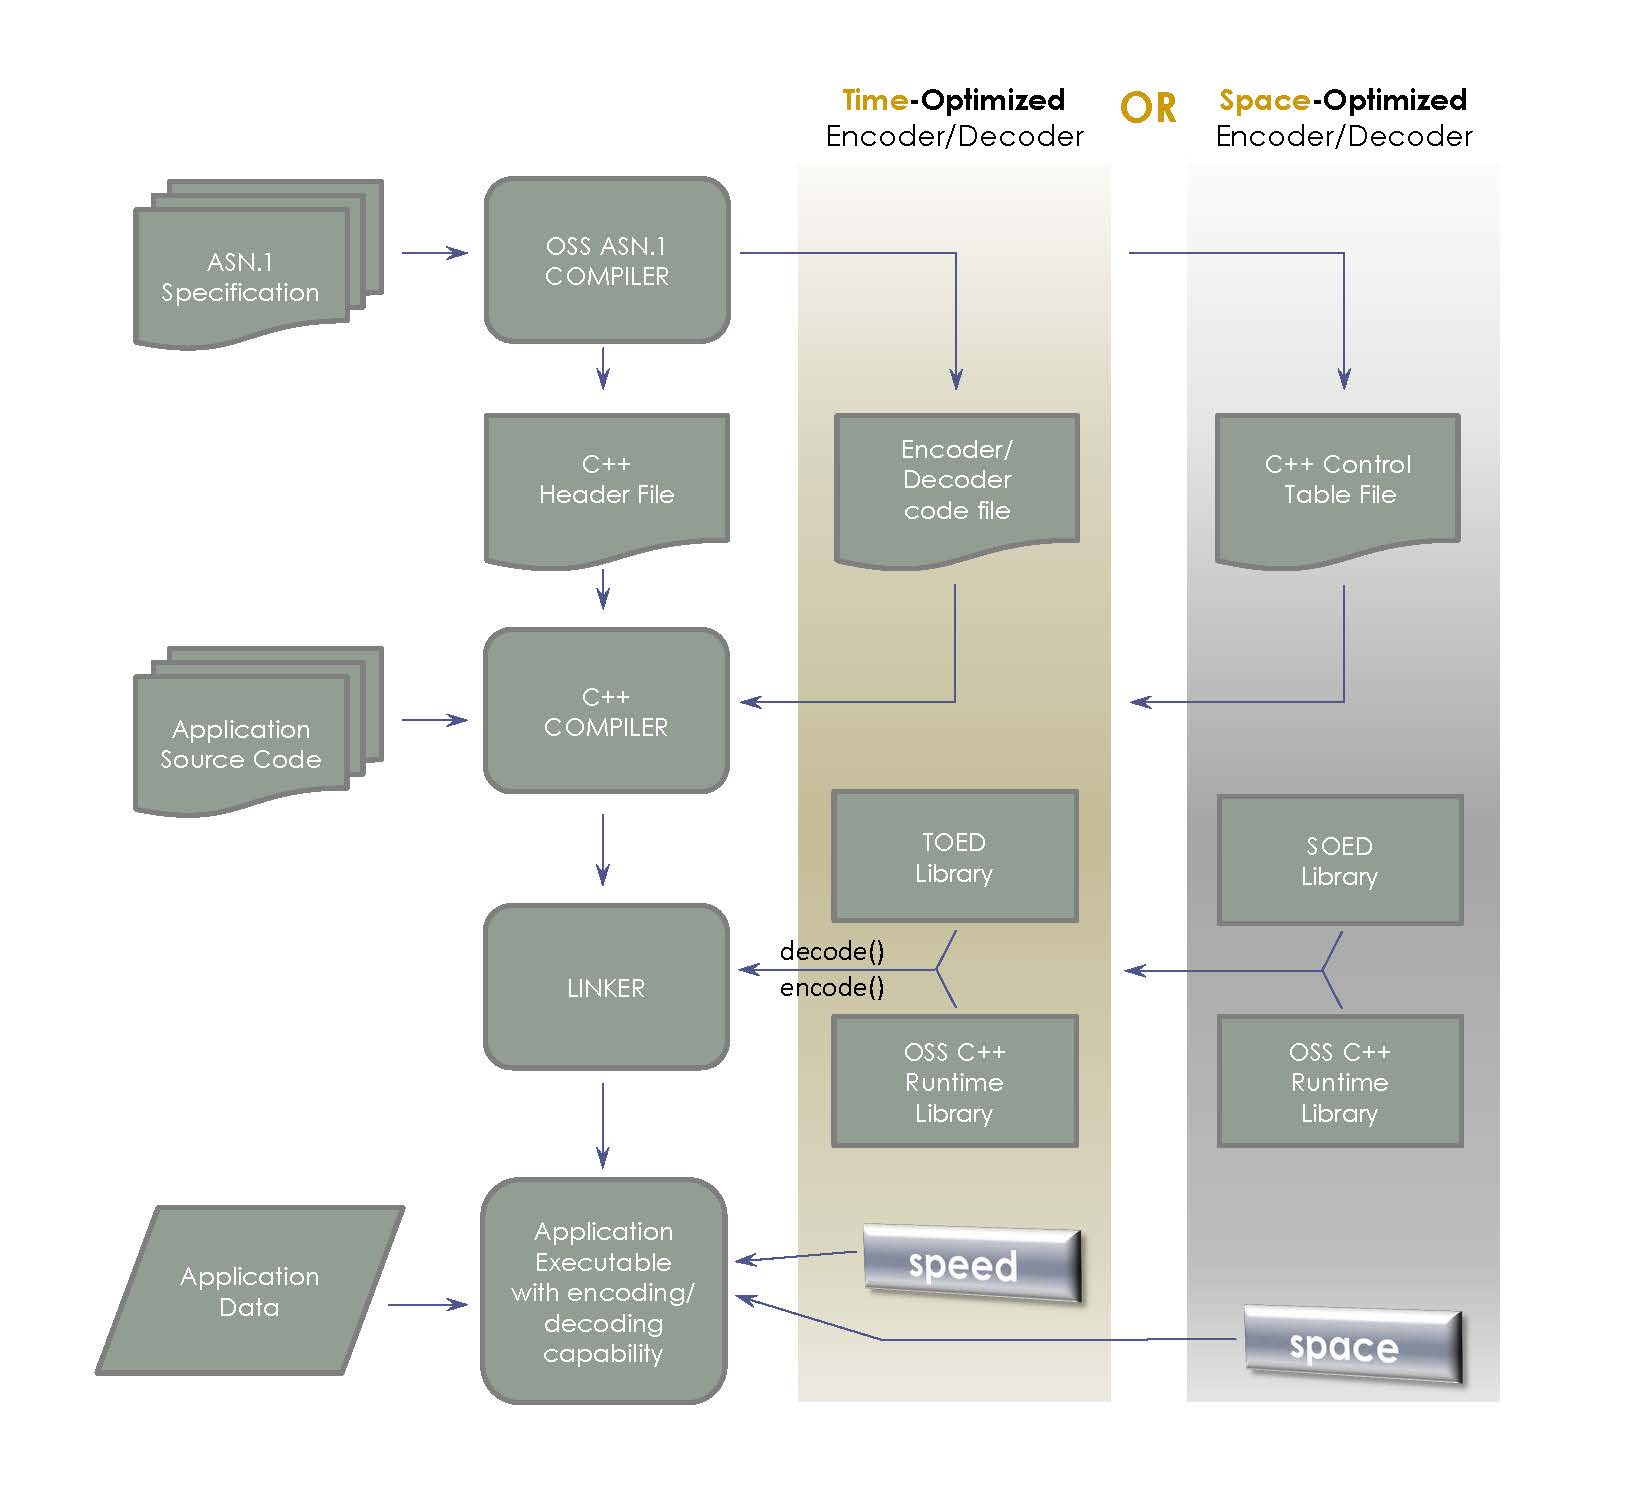 Time-Optimized
Encoder/Decoder
OR
Space-Optimized
Encoder/Decoder
ASN.1
Specification
OSS ASN.1
COMPILER
C++
Header File
Encoder/
Decoder
code file
C++ Control
Table File
Application
Source Code
C++
COMPILER
TOED
Library
SOED
Library
LINKER
decode()
encode()
OSS C++
Runtime
Library
OSS C++
Runtime
Library
Application
Data
Application
Executable
with encoding/
decoding
capability
speed
space